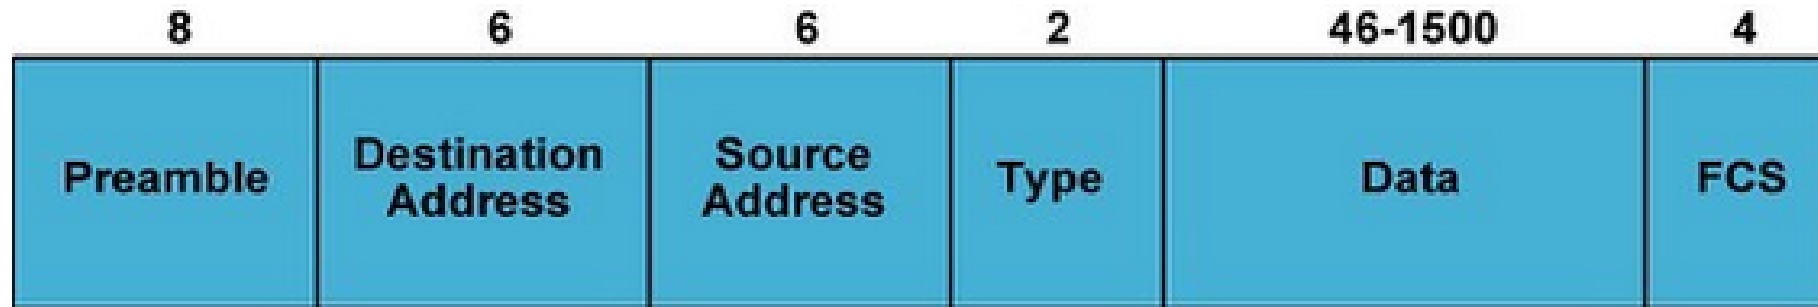 8 6 6 2 46-1500 4
Preamble Destination Address Source Address Type Data FCS